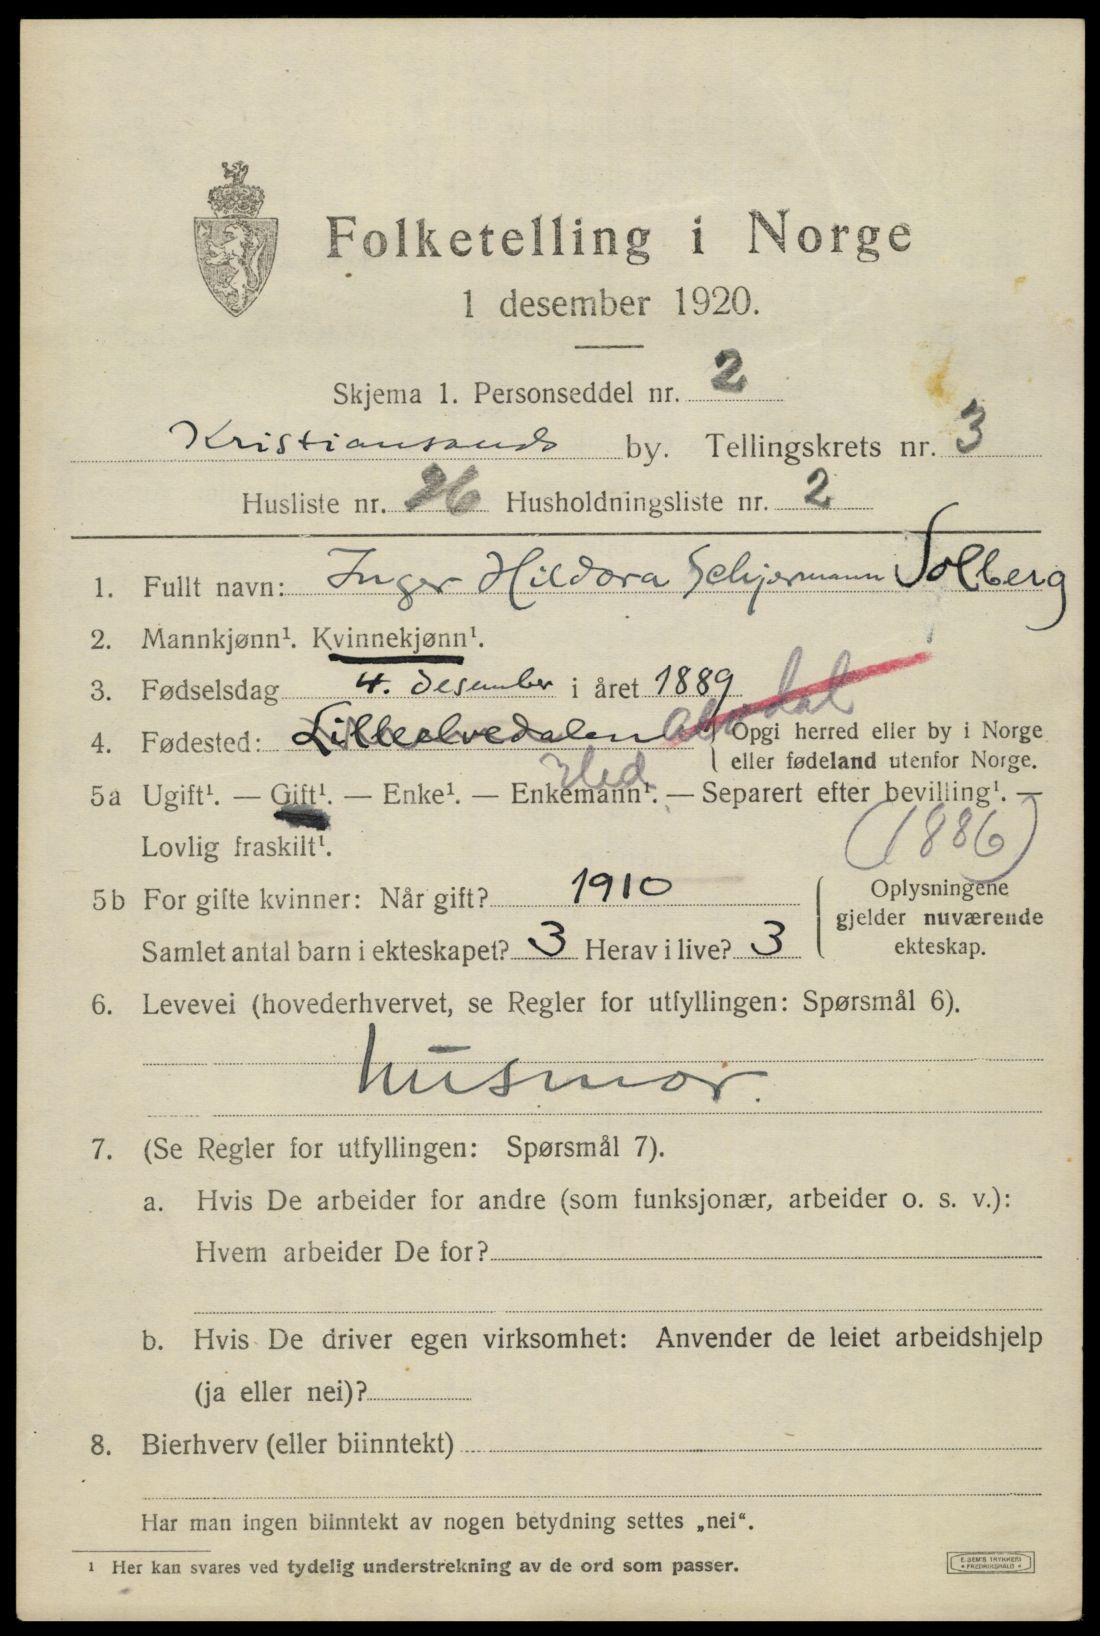 Folketelling i Norge
1 desember 1920.
Skjema 1. Personseddel nr. 2
Kristiansands by. Tellingskrets nr. 3
Husliste nr. 26 Husholdningsliste nr. 2
1. Fullt navn: Inger Hildora Schjermann Solberg
2. Mannkjønn¹. Kvinnekjønn¹.
3. Fødselsdag 4. desember i året 1889
4. Fødested: Lilleelvedalen
Opgi herred eller by i Norge
eller fødeland utenfor Norge.
Hed.
5a Ugift¹. — Gift¹. — Enke¹. — Enkemann¹. — Separert efter bevilling¹. —
Lovlig fraskilt¹.
(1886)
5b For gifte kvinner: Når gift? 1910
Samlet antal barn i ekteskapet? 3 Herav i live? 3
Oplysningene
gjelder nuværende
ekteskap.
6. Levevei (hovederhvervet, se Regler for utfyllingen: Spørsmål 6).
husmor.
7. (Se Regler for utfyllingen: Spørsmål 7).
a. Hvis De arbeider for andre (som funksjonær, arbeider o. s. v.):
Hvem arbeider De for?
b. Hvis De driver egen virksomhet: Anvender de leiet arbeidshjelp
(ja eller nei)?
8. Bierhverv (eller biinntekt)
Har man ingen biinntekt av nogen betydning settes „nei“.
¹ Her kan svares ved tydelig understrekning av de ord som passer.
E. SEM'S TRYKKERI
• FREDRIKSHALD •